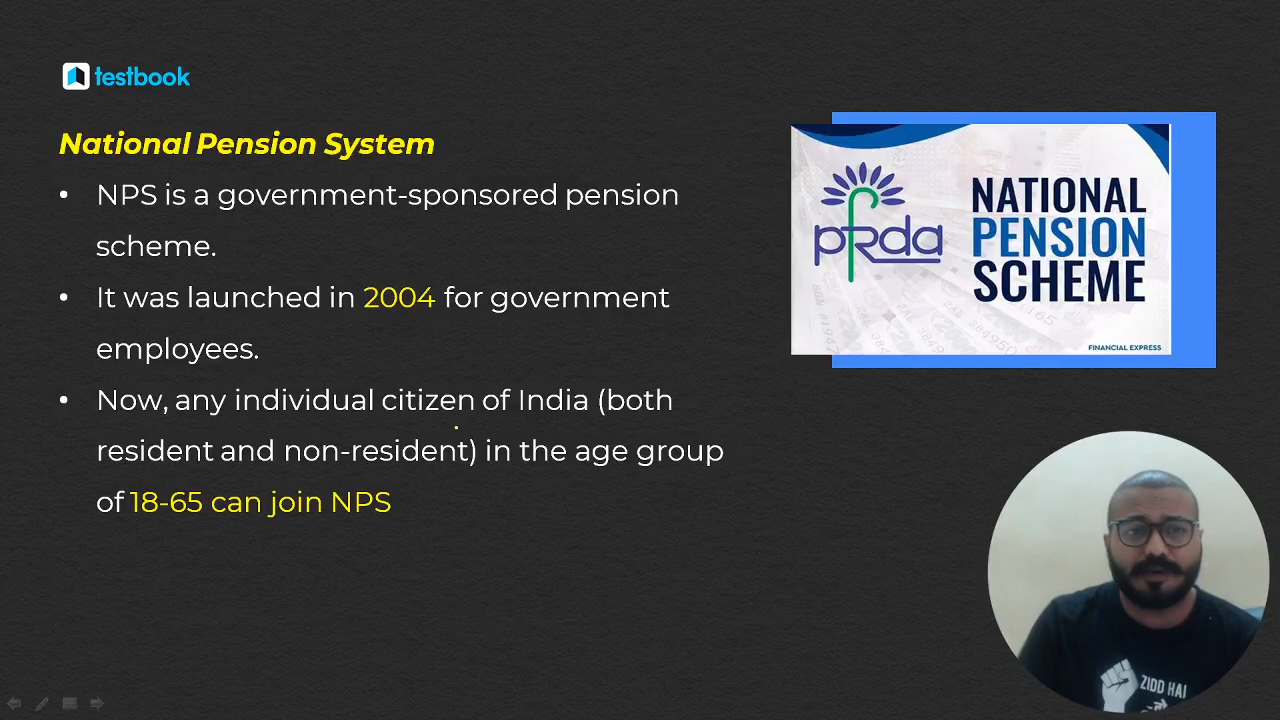 testbook
National Pension System
• NPS is a government-sponsored pension
scheme.
• It was launched in 2004 for government
employees.
• Now, any individual citizen of India (both
resident and non-resident) in the age group
of 18-65 can join NPS
pfrda
NATIONAL
PENSION
SCHEME
FINANCIAL EXPRESS
ZIDD HAI